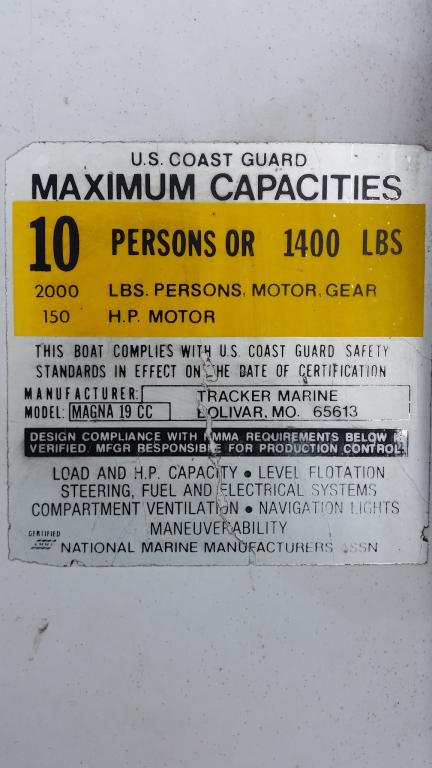 U.S. COAST GUARD
MAXIMUM CAPACITIES
10 PERSONS OR 1400 LBS
2000 LBS. PERSONS, MOTOR, GEAR
150 H.P. MOTOR
THIS BOAT COMPLIES WITH U.S. COAST GUARD SAFETY
STANDARDS IN EFFECT ON THE DATE OF CERTIFICATION
MANUFACTURER: TRACKER MARINE
MODEL: MAGNA 19 CC BOLIVAR, MO. 65613
DESIGN COMPLIANCE WITH NMMA REQUIREMENTS BELOW IS
VERIFIED. MFGR RESPONSIBLE FOR PRODUCTION CONTROL.
LOAD AND H.P. CAPACITY • LEVEL FLOTATION
STEERING, FUEL AND ELECTRICAL SYSTEMS
COMPARTMENT VENTILATION • NAVIGATION LIGHTS
MANEUVERABILITY
CERTIFIED
NMMA
NATIONAL MARINE MANUFACTURERS ASSN